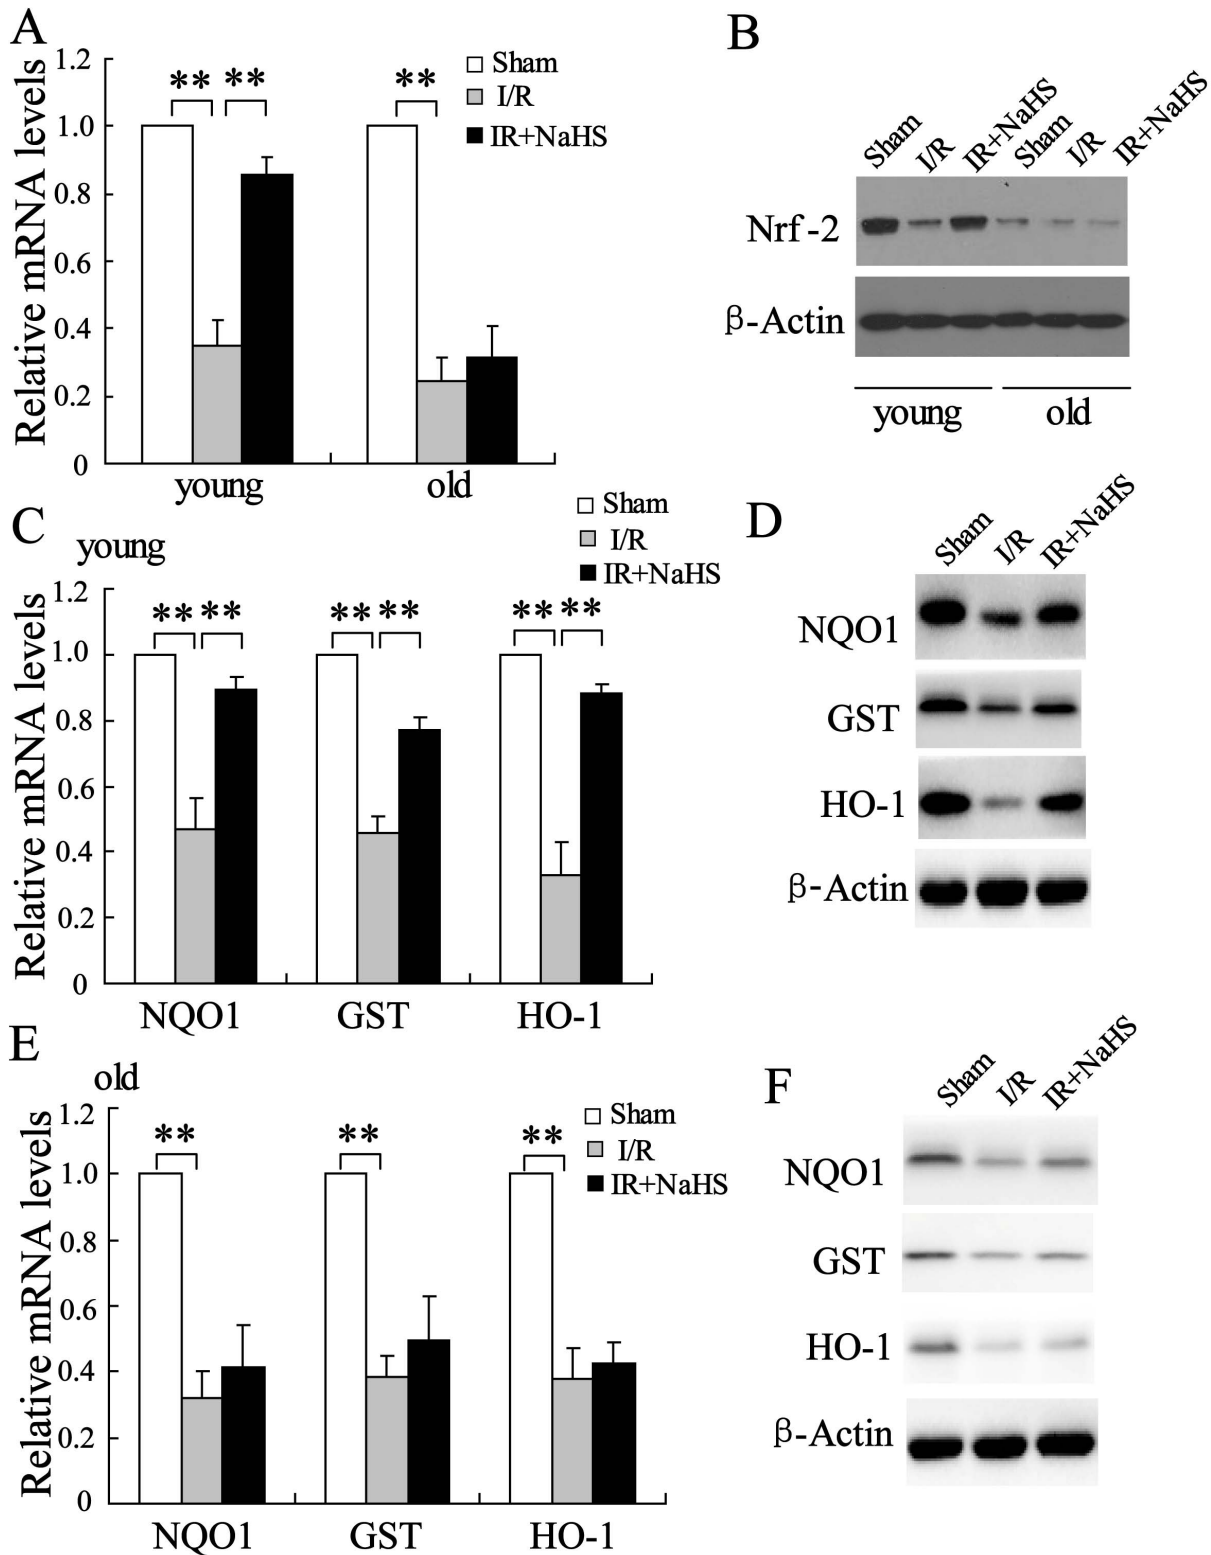 A
Relative mRNA levels
1.2
1.0
0.8
0.6
0.4
0.2
0
** **
**
Sham
I/R
IR+NaHS
young
old
B
Sham
I/R
IR+NaHS
Sham
I/R
IR+NaHS
Nrf-2
β-Actin
young
old
C
young
Relative mRNA levels
1.2
1.0
0.8
0.6
0.4
0.2
0
** **
** **
** **
Sham
I/R
IR+NaHS
NQO1
GST
HO-1
D
Sham
I/R
IR+NaHS
NQO1
GST
HO-1
β-Actin
E
old
Relative mRNA levels
1.2
1.0
0.8
0.6
0.4
0.2
0
**
**
**
Sham
I/R
IR+NaHS
NQO1
GST
HO-1
F
Sham
I/R
IR+NaHS
NQO1
GST
HO-1
β-Actin